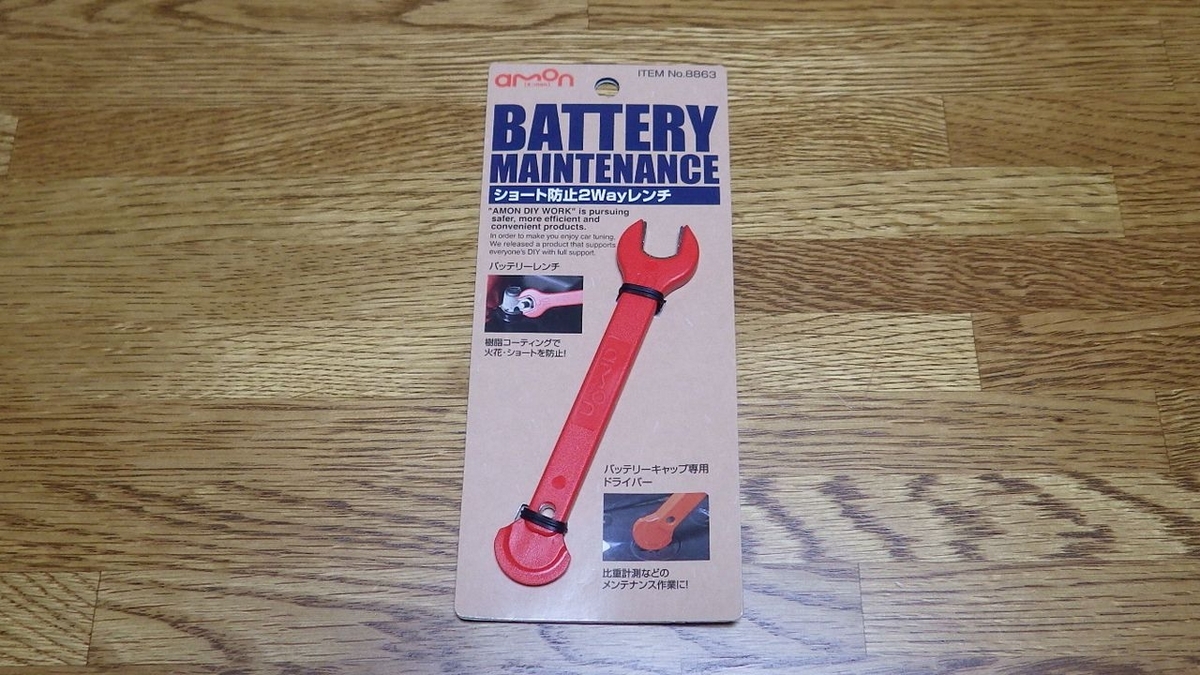 amon
ITEM No.8863
BATTERY
MAINTENANCE
ショート防止2Wayレンチ
"AMON DIY WORK" is pursuing
safer, more efficient and
convenient products.
In order to make you enjoy car tuning,
We released a product that supports
everyone's DIY with full support.
バッテリーレンチ
樹脂コーティングで
火花・ショートを防止!
amon
バッテリーキャップ専用
ドライバー
比重計測などの
メンテナンス作業に!